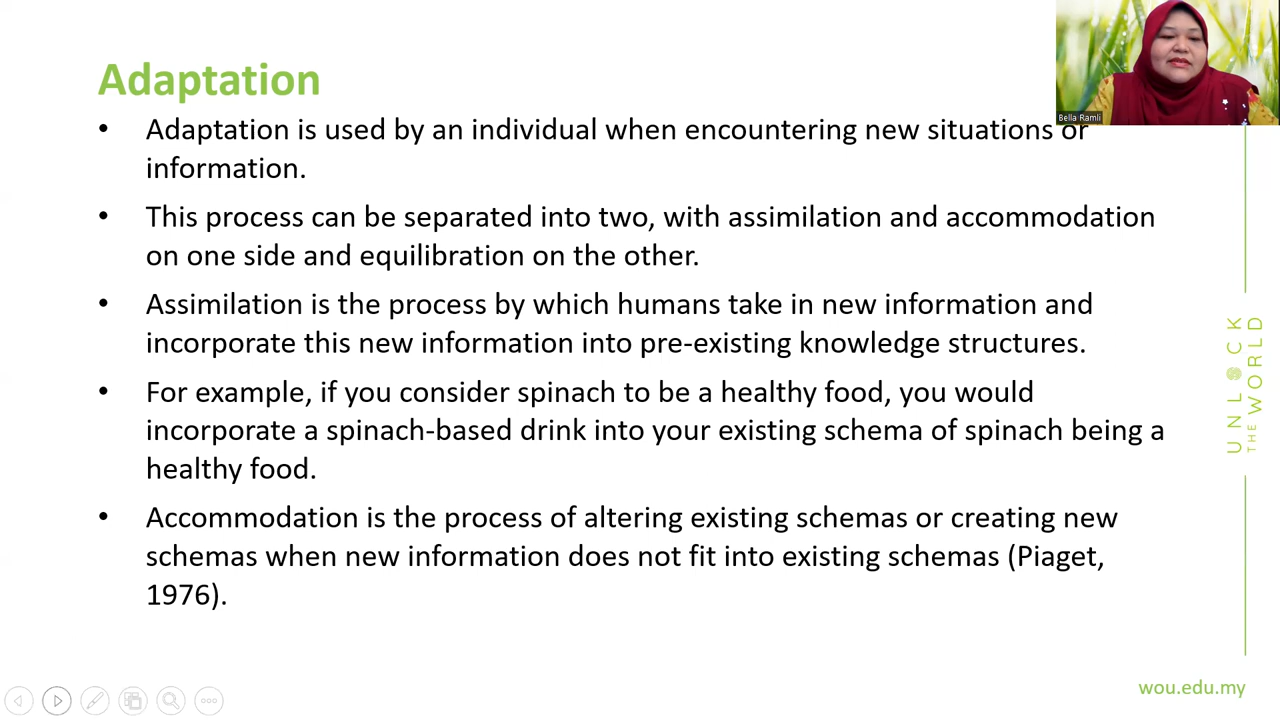 Adaptation
• Adaptation is used by an individual when encountering new situations or
information.
• This process can be separated into two, with assimilation and accommodation
on one side and equilibration on the other.
• Assimilation is the process by which humans take in new information and
incorporate this new information into pre-existing knowledge structures.
• For example, if you consider spinach to be a healthy food, you would
incorporate a spinach-based drink into your existing schema of spinach being a
healthy food.
• Accommodation is the process of altering existing schemas or creating new
schemas when new information does not fit into existing schemas (Piaget,
1976).
Bella Ramli
UNLOCK
THE WORLD
wou.edu.my